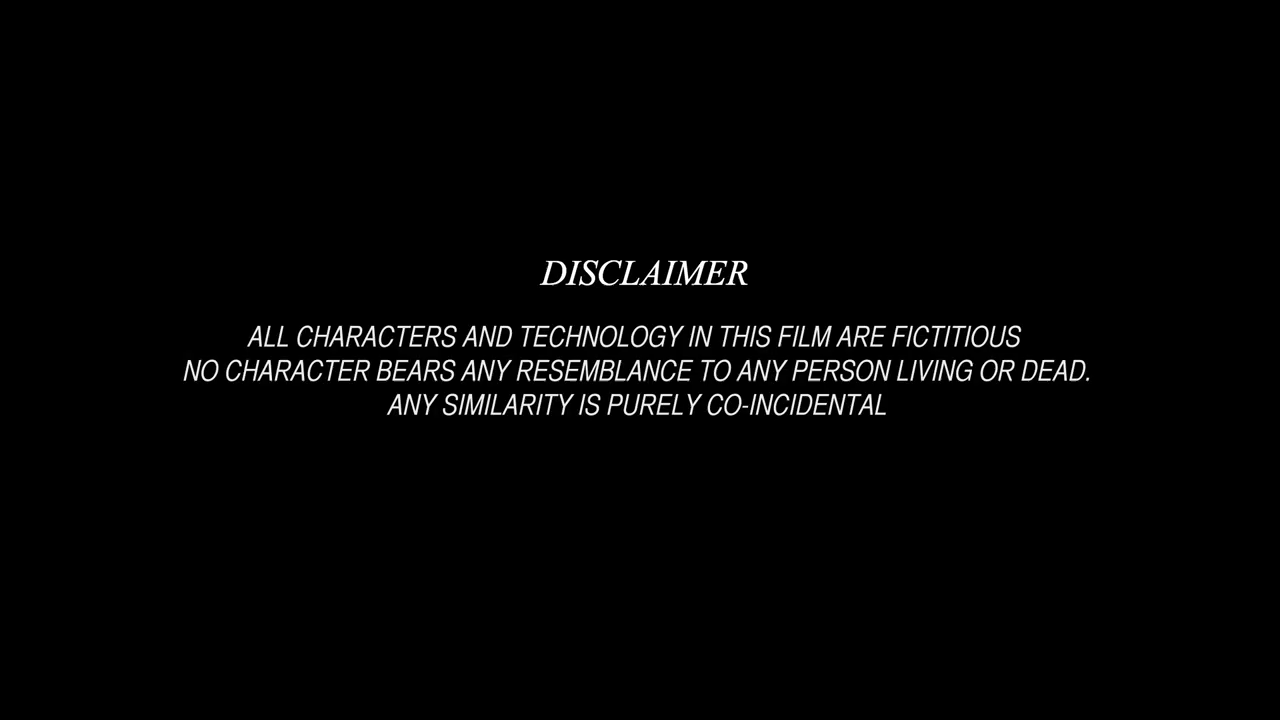 DISCLAIMER
ALL CHARACTERS AND TECHNOLOGY IN THIS FILM ARE FICTITIOUS
NO CHARACTER BEARS ANY RESEMBLANCE TO ANY PERSON LIVING OR DEAD.
ANY SIMILARITY IS PURELY CO-INCIDENTAL